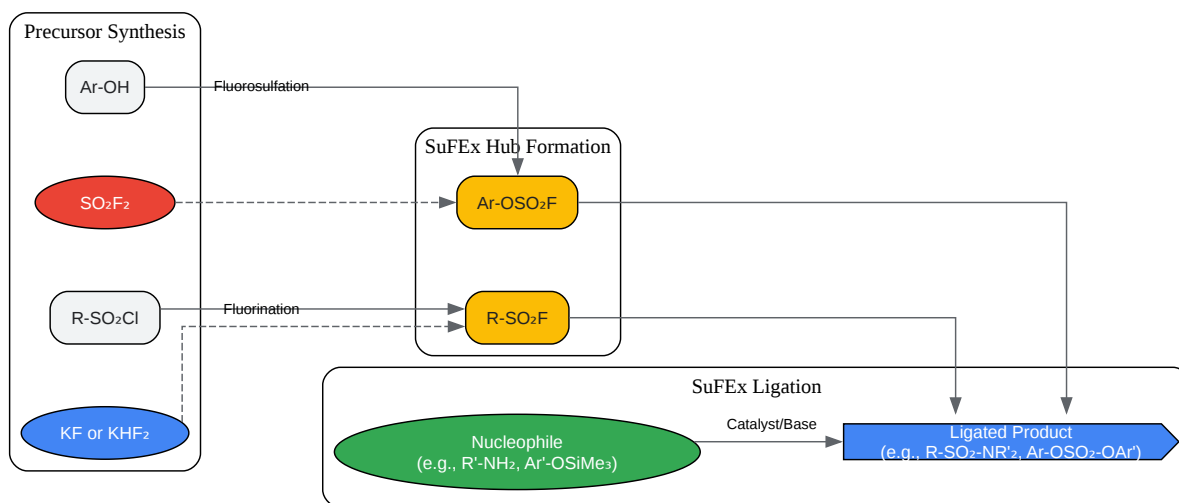 Precursor Synthesis
Ar-OH
Fluorosulfation
SuFEx Hub Formation
SO₂F₂
Ar-OSO₂F
R-SO₂Cl
Fluorination
R-SO₂F
SuFEx Ligation
KF or KHF₂
Nucleophile
(e.g., R'-NH₂, Ar'-OSiMe₃)
Catalyst/Base
Ligated Product
(e.g., R-SO₂-NR'₂, Ar-OSO₂-OAr')